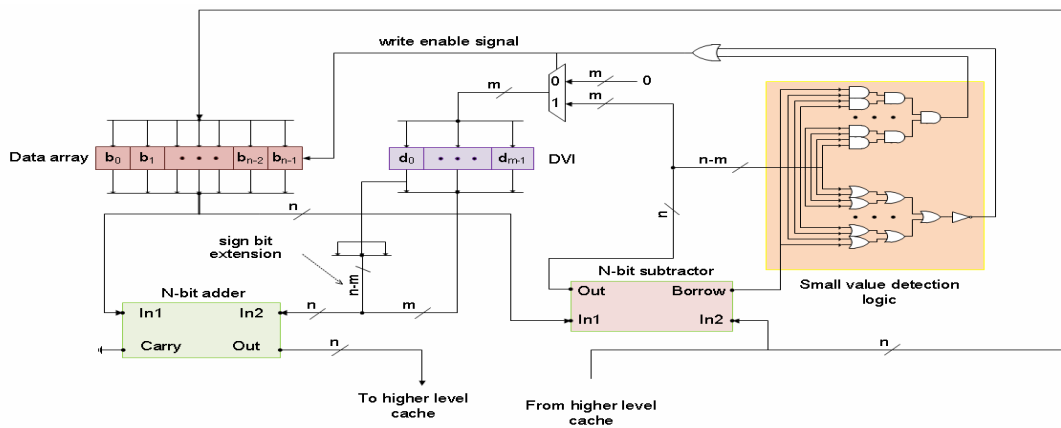 write enable signal
0
1
m
m
0
m
Data array
b0
b1
• • •
bn-2
bn-1
d0
• • •
dm-1
DVI
n-m
• • •
• • •
n
n
sign bit
extension
n-m
N-bit adder
In1
In2
Carry
Out
n
m
n
To higher level
cache
N-bit subtractor
Out
Borrow
In1
In2
From higher level
cache
n
Small value detection
logic